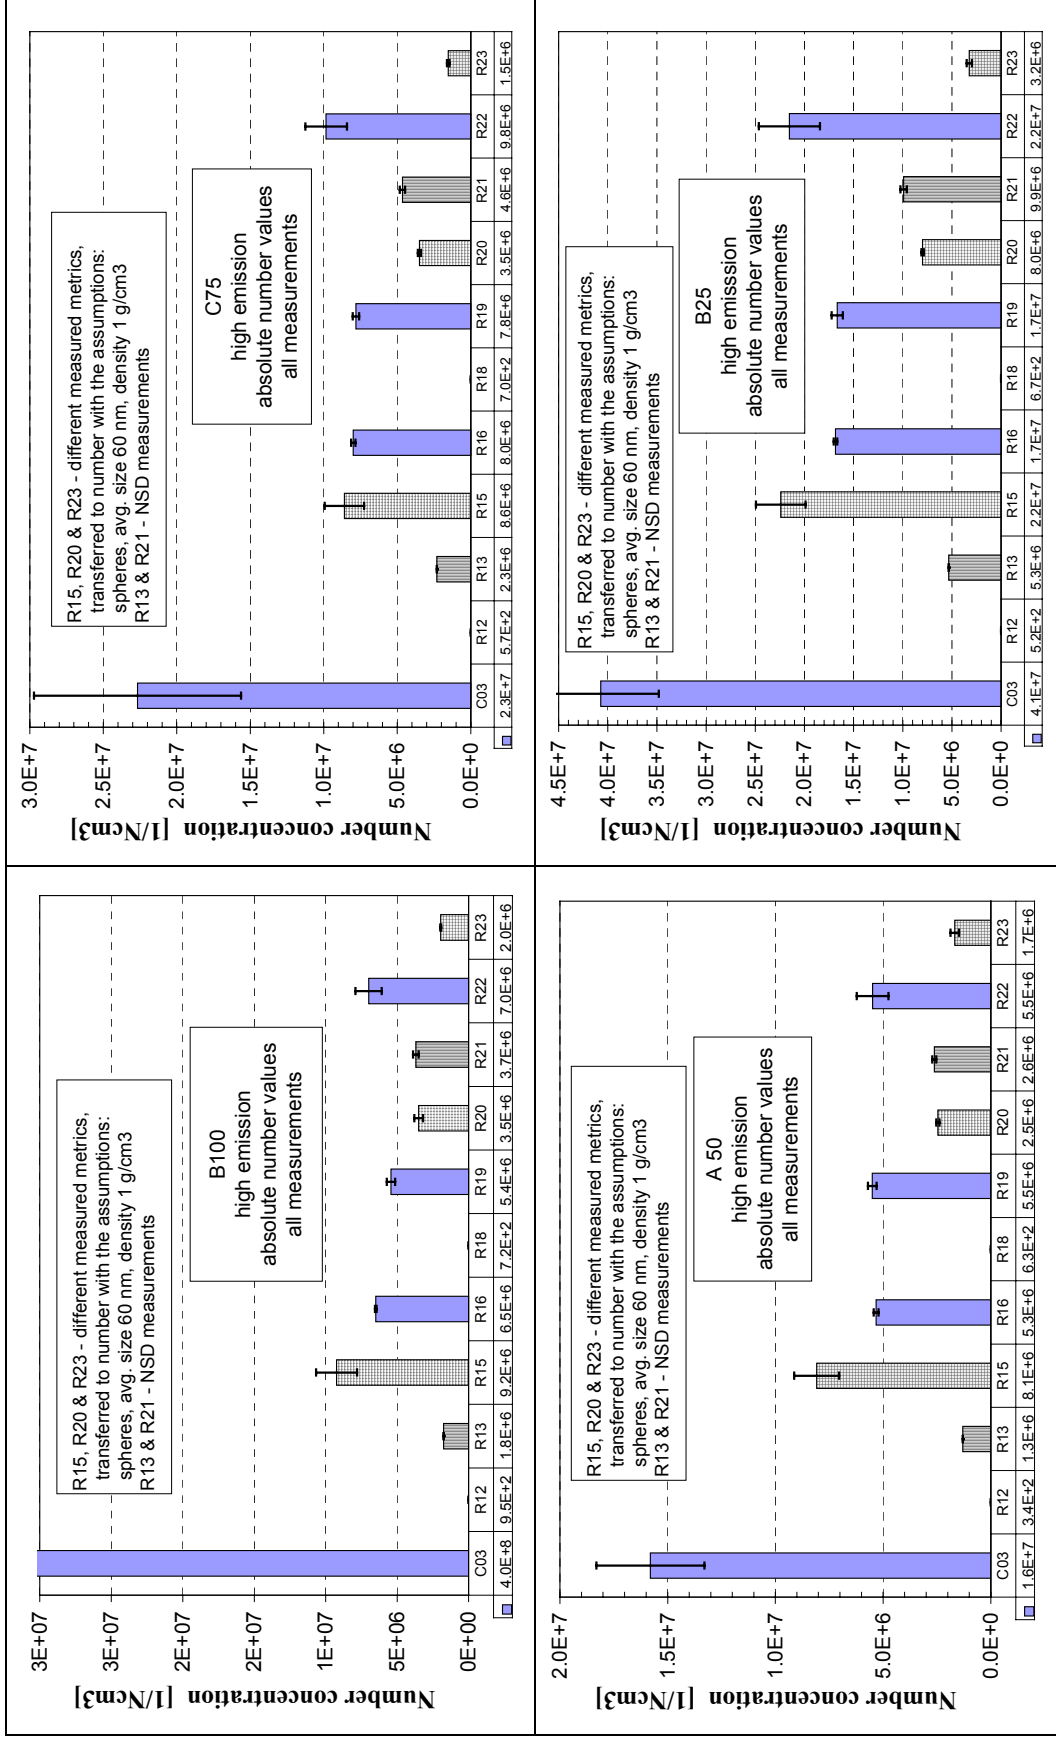 Number concentration
[1/Ncm3]
3E+07
3E+07
2E+07
2E+07
1E+07
5E+06
0E+00
R15, R20 & R23 - different measured metrics,
transferred to number with the assumptions:
spheres, avg. size 60 nm, density 1 g/cm3
R13 & R21 - NSD measurements
B100
high emission
absolute number values
all measurements
C03 R12 R13 R15 R16 R18 R19 R20 R21 R22 R23
4.0E+8 9.5E+2 1.8E+6 9.2E+6 6.5E+6 7.2E+2 5.4E+6 3.5E+6 3.7E+6 7.0E+6 2.0E+6
Number concentration
[1/Ncm3]
3.0E+7
2.5E+7
2.0E+7
1.5E+7
1.0E+7
5.0E+6
0.0E+0
R15, R20 & R23 - different measured metrics,
transferred to number with the assumptions:
spheres, avg. size 60 nm, density 1 g/cm3
R13 & R21 - NSD measurements
C75
high emission
absolute number values
all measurements
C03 R12 R13 R15 R16 R18 R19 R20 R21 R22 R23
2.3E+7 5.7E+2 2.3E+6 8.6E+6 8.0E+6 7.0E+2 7.8E+6 3.5E+6 4.6E+6 9.8E+6 1.5E+6
Number concentration
[1/Ncm3]
2.0E+7
1.5E+7
1.0E+7
5.0E+6
0.0E+0
R15, R20 & R23 - different measured metrics,
transferred to number with the assumptions:
spheres, avg. size 60 nm, density 1 g/cm3
R13 & R21 - NSD measurements
A 50
high emission
absolute number values
all measurements
C03 R12 R13 R15 R16 R18 R19 R20 R21 R22 R23
1.6E+7 3.4E+2 1.3E+6 8.1E+6 5.3E+6 6.3E+2 5.5E+6 2.5E+6 2.6E+6 5.5E+6 1.7E+6
Number concentration
[1/Ncm3]
4.5E+7
4.0E+7
3.5E+7
3.0E+7
2.5E+7
2.0E+7
1.5E+7
1.0E+7
5.0E+6
0.0E+0
R15, R20 & R23 - different measured metrics,
transferred to number with the assumptions:
spheres, avg. size 60 nm, density 1 g/cm3
R13 & R21 - NSD measurements
B25
high emisssion
absolute number values
all measurements
C03 R12 R13 R15 R16 R18 R19 R20 R21 R22 R23
4.1E+7 5.2E+2 5.3E+6 2.2E+7 1.7E+7 6.7E+2 1.7E+7 8.0E+6 9.9E+6 2.2E+7 3.2E+6